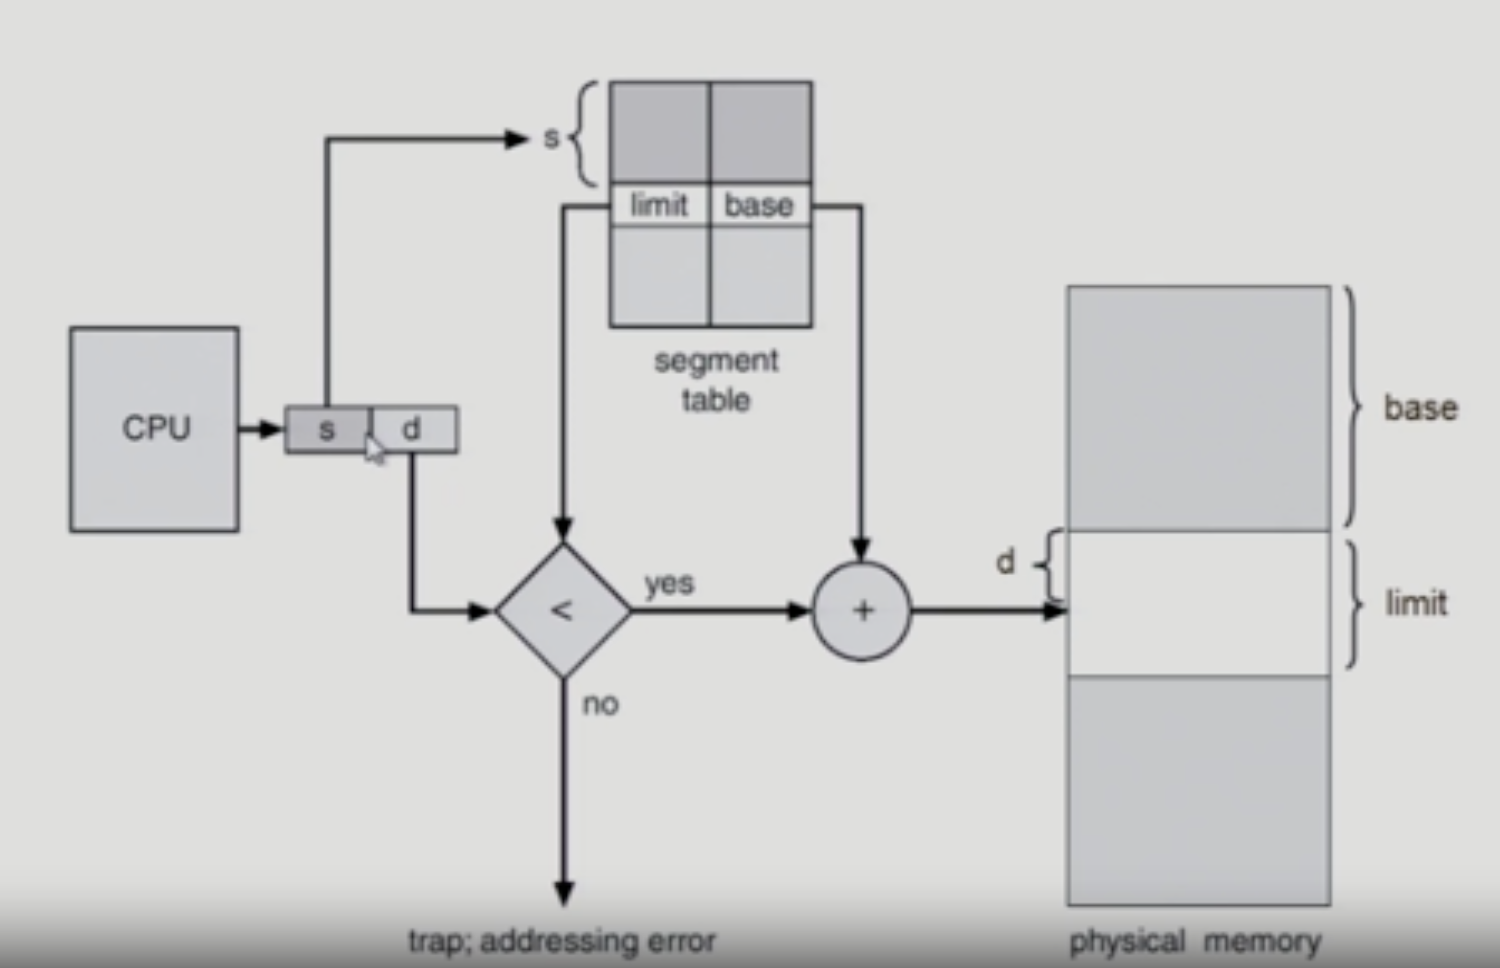 s
limit base
segment
table
CPU
s d
base
d
limit
<
yes
+
no
trap; addressing error
physical memory